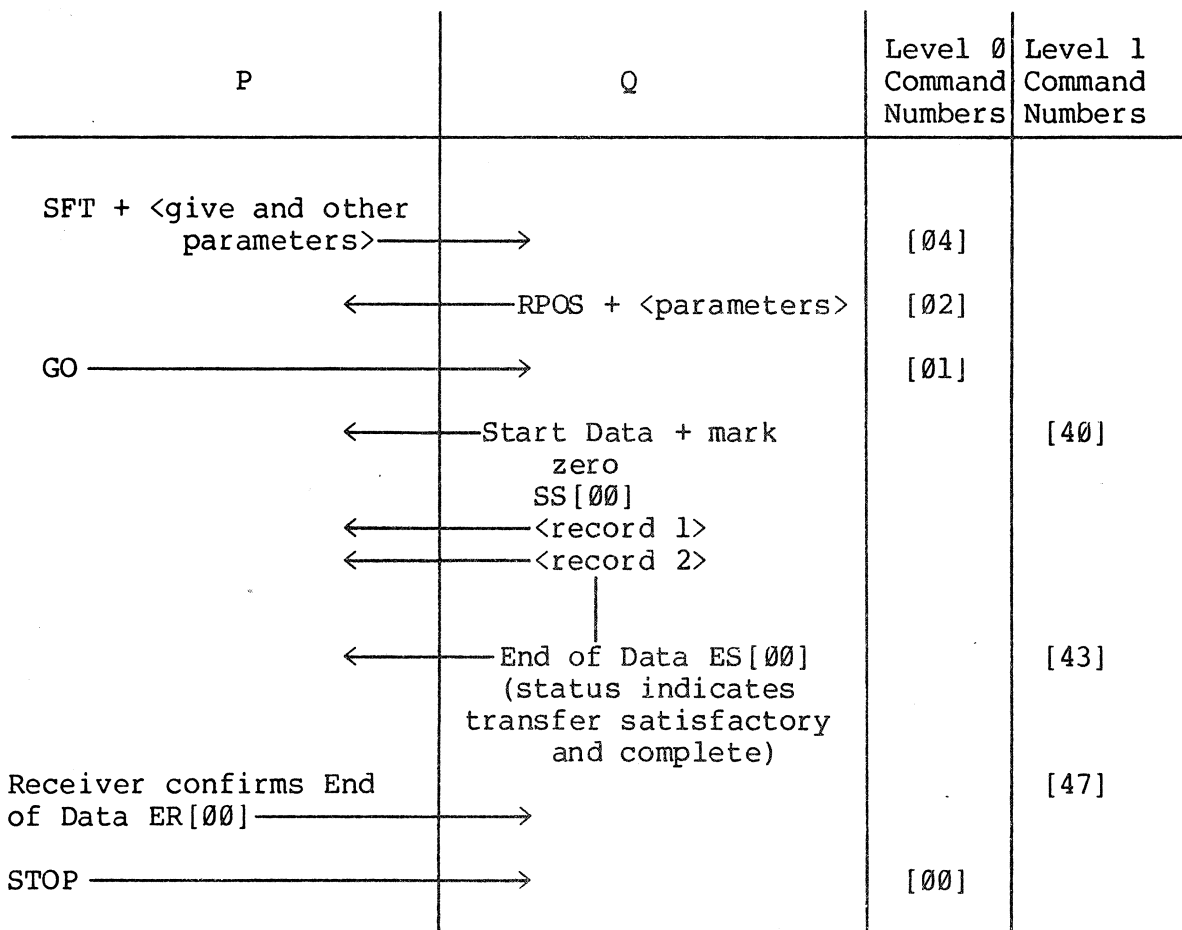 P Q Level Ø Level 1
Command Command
Numbers Numbers
SFT + <give and other
parameters> [Ø4]
RPOS + <parameters> [Ø2]
GO [Ø1]
Start Data + mark [4Ø]
zero
SS[ØØ]
<record 1>
<record 2>
End of Data ES[ØØ] [43]
(status indicates
transfer satisfactory
and complete)
Receiver confirms End [47]
of Data ER[ØØ]
STOP [ØØ]